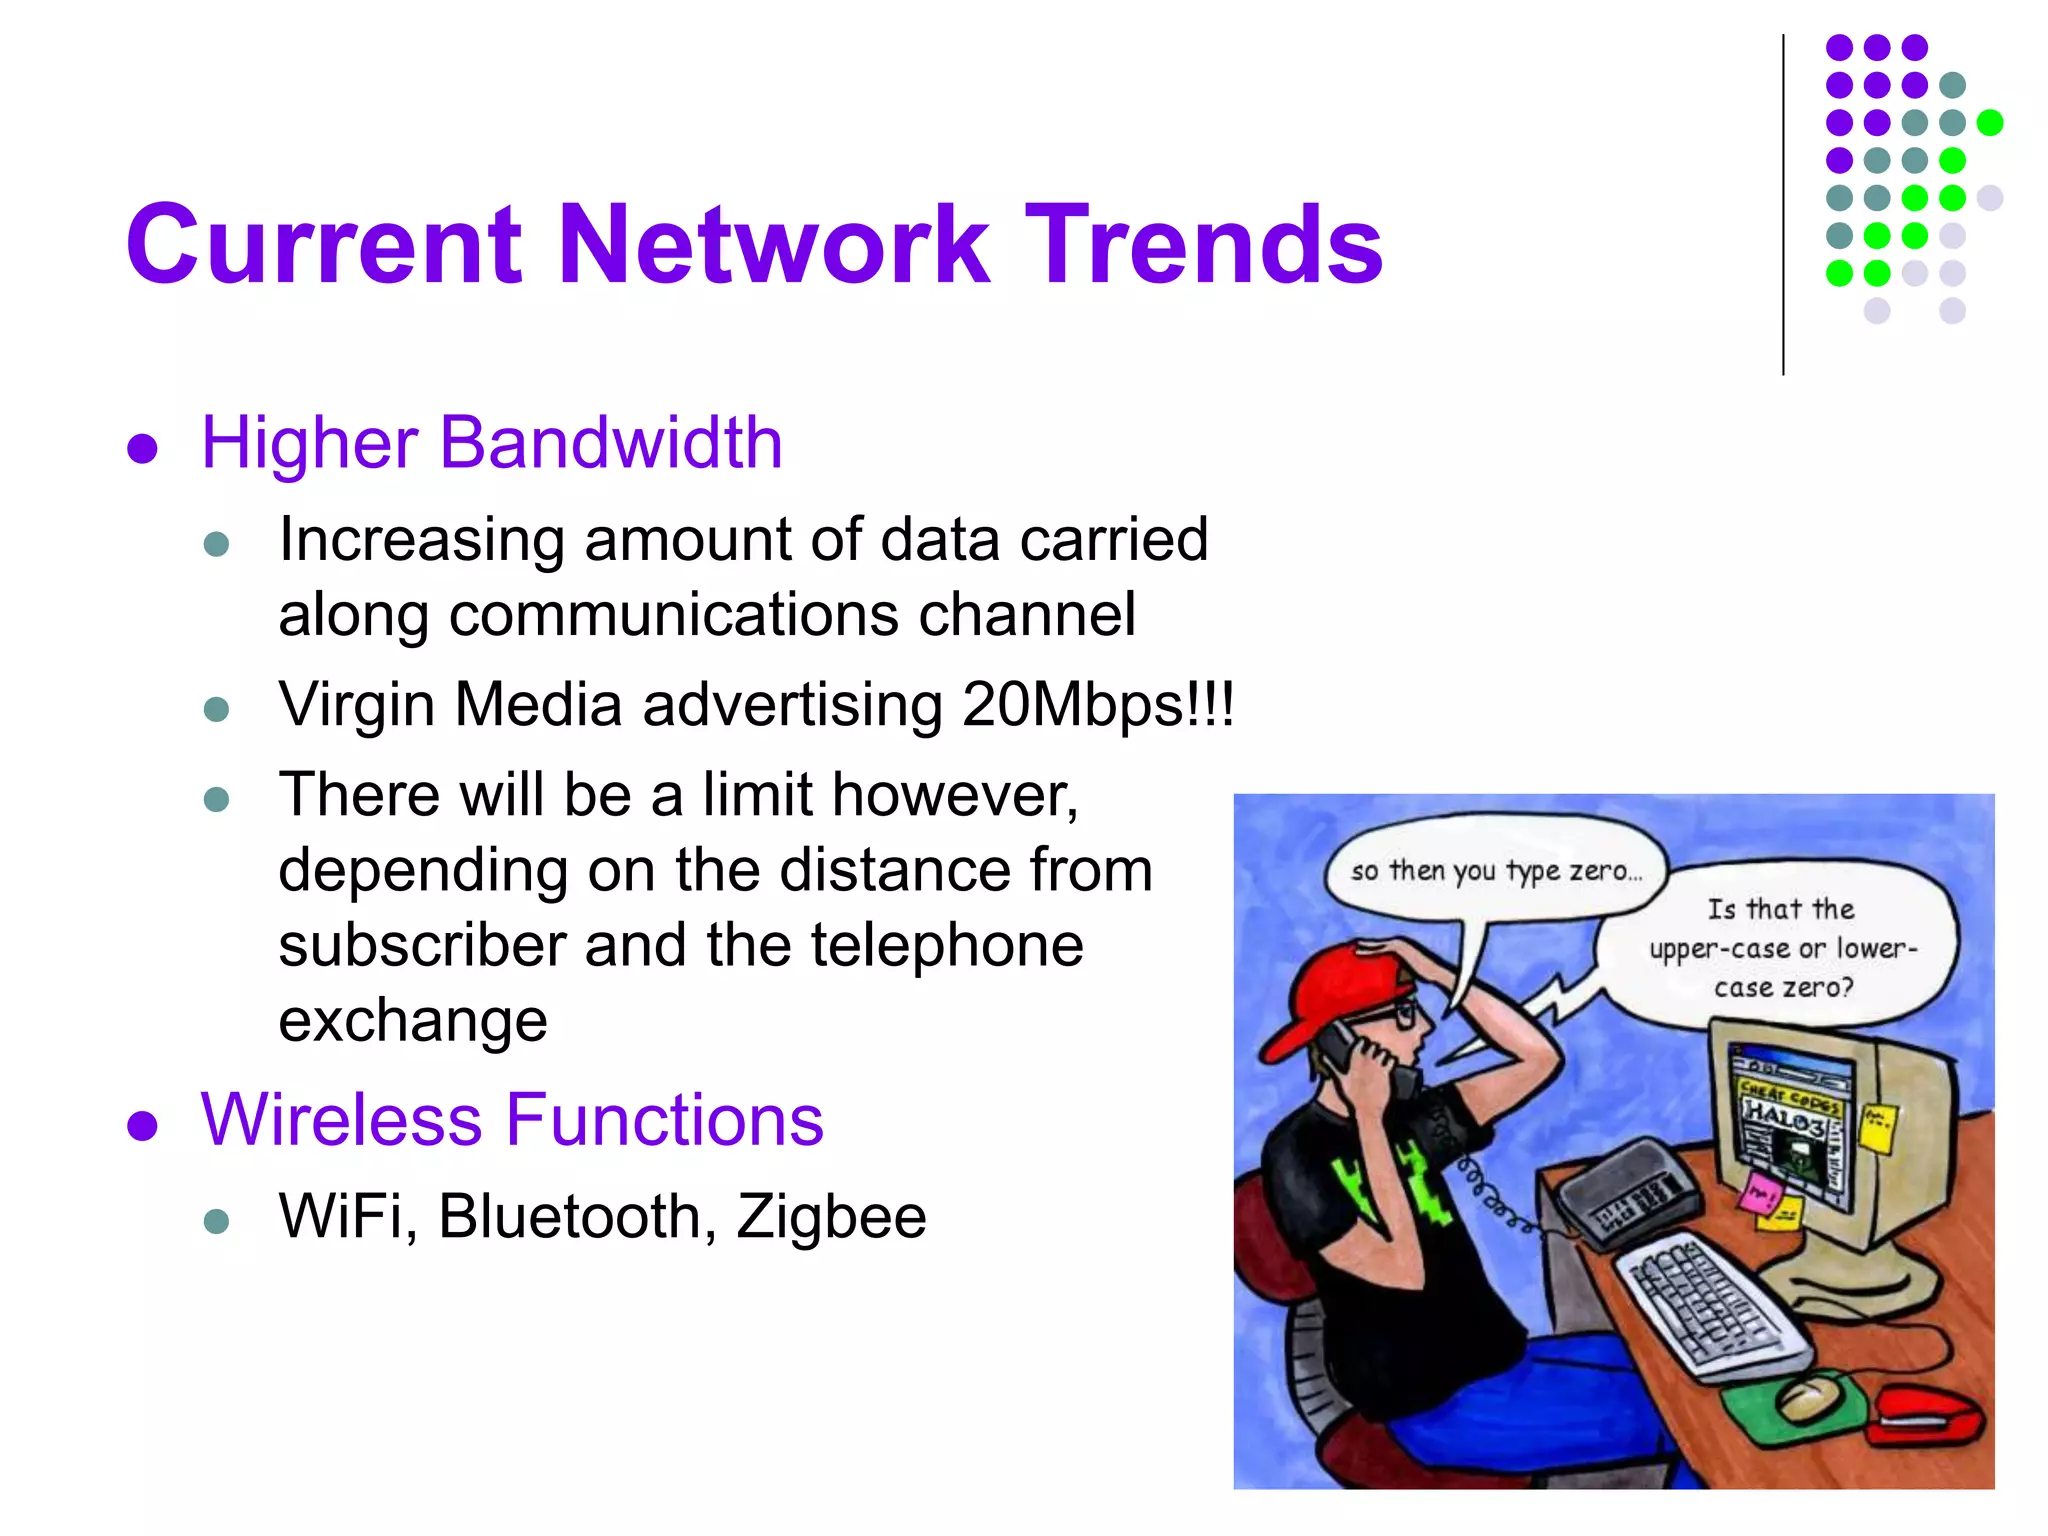 Current Network Trends
Higher Bandwidth
Increasing amount of data carried
along communications channel
Virgin Media advertising 20Mbps!!!
There will be a limit however,
depending on the distance from
subscriber and the telephone
exchange
Wireless Functions
WiFi, Bluetooth, Zigbee
so then you type zero...
Is that the
upper-case or lower-
case zero?
CHEAT CODES
HALO3